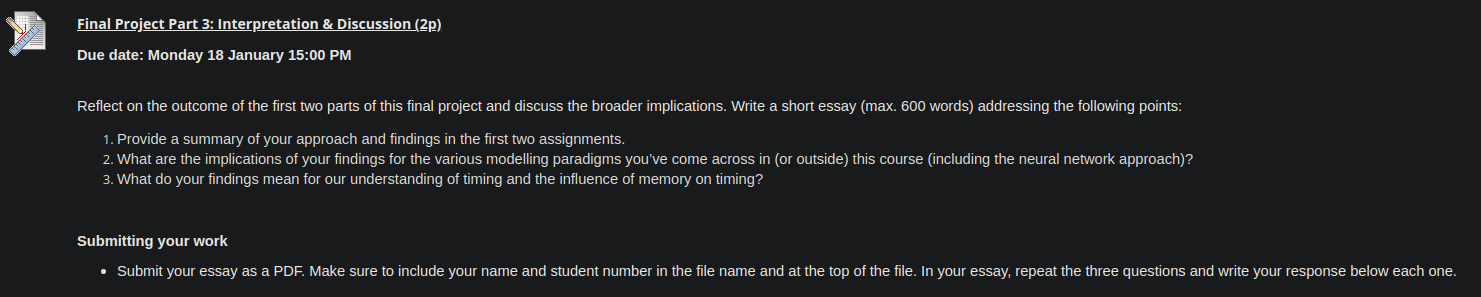 Final Project Part 3: Interpretation & Discussion (2p)
Due date: Monday 18 January 15:00 PM
Reflect on the outcome of the first two parts of this final project and discuss the broader implications. Write a short essay (max. 600 words) addressing the following points:
1. Provide a summary of your approach and findings in the first two assignments.
2. What are the implications of your findings for the various modelling paradigms you've come across in (or outside) this course (including the neural network approach)?
3. What do your findings mean for our understanding of timing and the influence of memory on timing?
Submitting your work
• Submit your essay as a PDF. Make sure to include your name and student number in the file name and at the top of the file. In your essay, repeat the three questions and write your response below each one.